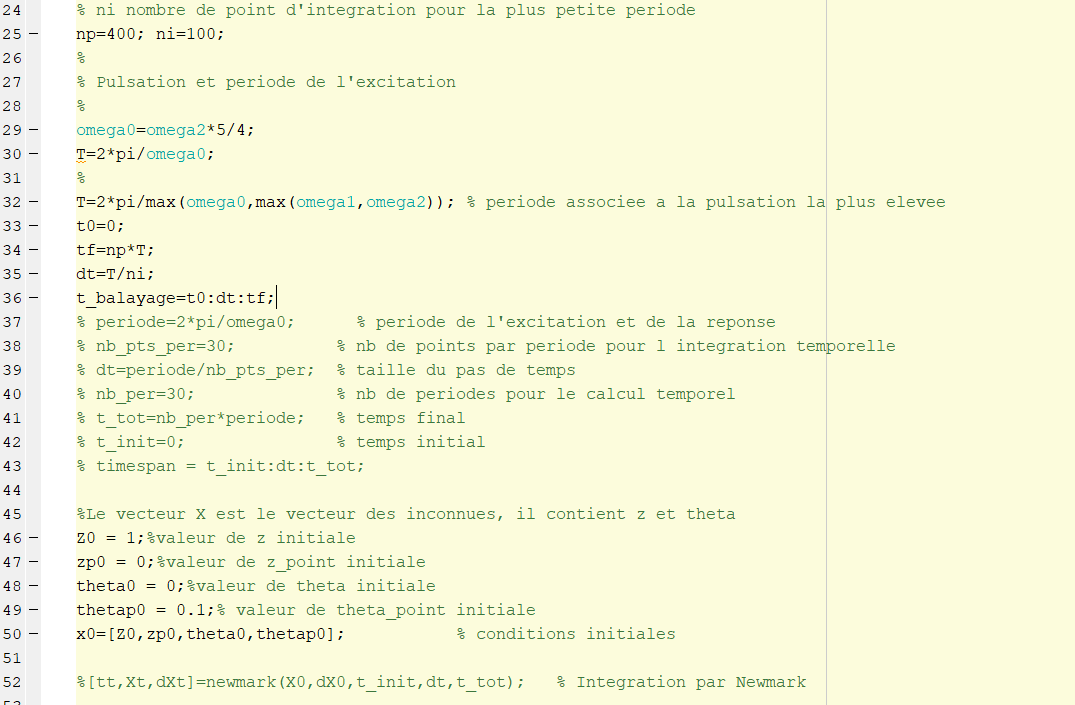 24 % ni nombre de point d'integration pour la plus petite periode
25 − np=400; ni=100;
26 %
27 % Pulsation et periode de l'excitation
28 %
29 − omega0=omega2*5/4;
30 − T=2*pi/omega0;
31 %
32 − T=2*pi/max(omega0,max(omega1,omega2)); % periode associee a la pulsation la plus elevee
33 − t0=0;
34 − tf=np*T;
35 − dt=T/ni;
36 − t_balayage=t0:dt:tf;
37 % periode=2*pi/omega0; % periode de l'excitation et de la reponse
38 % nb_pts_per=30; % nb de points par periode pour l integration temporelle
39 % dt=periode/nb_pts_per; % taille du pas de temps
40 % nb_per=30; % nb de periodes pour le calcul temporel
41 % t_tot=nb_per*periode; % temps final
42 % t_init=0; % temps initial
43 % timespan = t_init:dt:t_tot;
44
45 %Le vecteur X est le vecteur des inconnues, il contient z et theta
46 − Z0 = 1;%valeur de z initiale
47 − zp0 = 0;%valeur de z_point initiale
48 − theta0 = 0;%valeur de theta initiale
49 − thetap0 = 0.1;% valeur de theta_point initiale
50 − x0=[Z0,zp0,theta0,thetap0]; % conditions initiales
51
52 %[tt,Xt,dXt]=newmark(X0,dX0,t_init,dt,t_tot); % Integration par Newmark